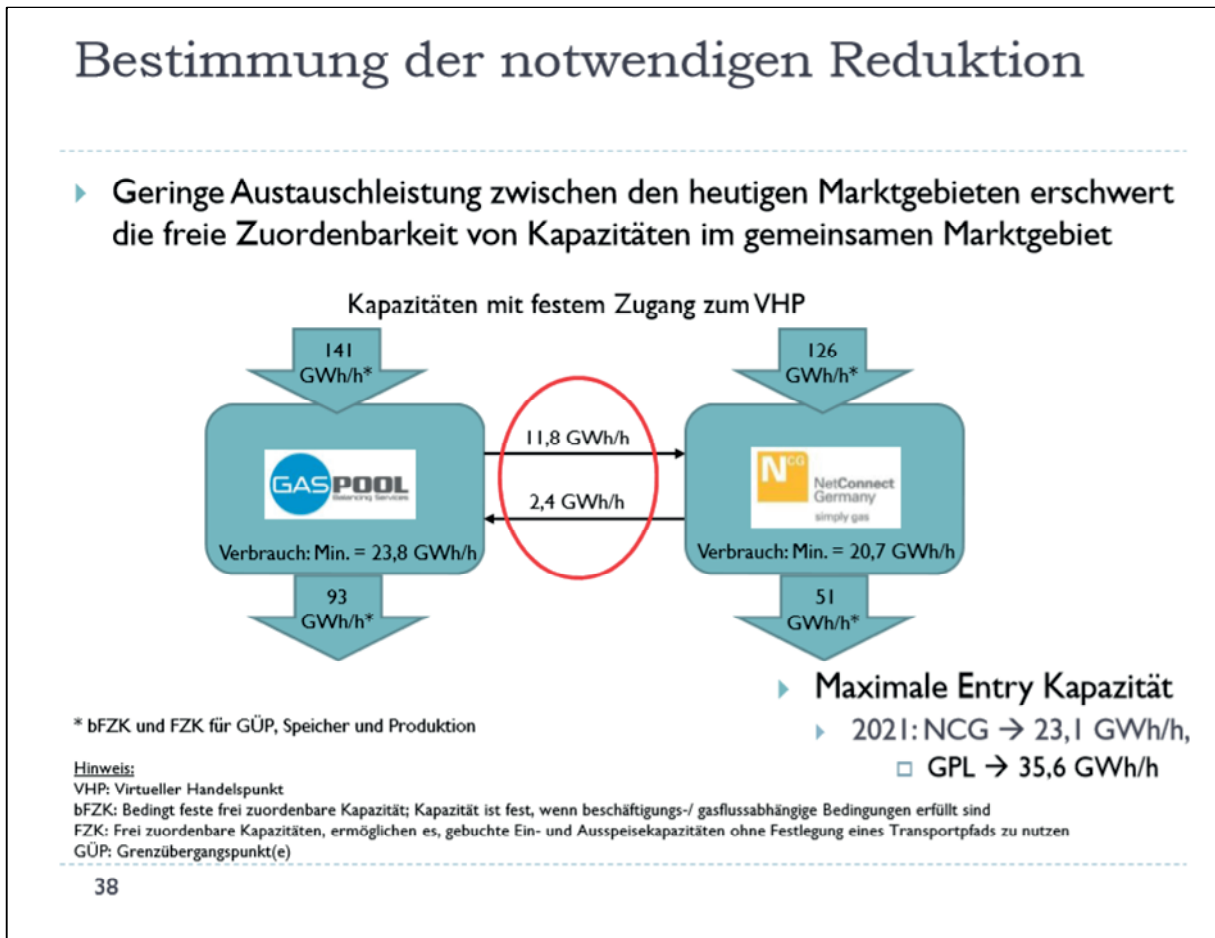 Bestimmung der notwendigen Reduktion
Geringe Austauschleistung zwischen den heutigen Marktgebieten erschwert
die freie Zuordenbarkeit von Kapazitäten im gemeinsamen Marktgebiet
Kapazitäten mit festem Zugang zum VHP
141
GWh/h*
126
GWh/h*
11,8 GWh/h
2,4 GWh/h
GASPOOL
Balancing Services
NCG
NetConnect
Germany
simply gas
Verbrauch: Min. = 23,8 GWh/h
Verbrauch: Min. = 20,7 GWh/h
93
GWh/h*
51
GWh/h*
Maximale Entry Kapazität
2021: NCG → 23,1 GWh/h,
GPL → 35,6 GWh/h
* bFZK und FZK für GÜP, Speicher und Produktion
Hinweis:
VHP: Virtueller Handelspunkt
bFZK: Bedingt feste frei zuordenbare Kapazität; Kapazität ist fest, wenn beschäftigungs-/ gasflussabhängige Bedingungen erfüllt sind
FZK: Frei zuordenbare Kapazitäten, ermöglichen es, gebuchte Ein- und Ausspeisekapazitäten ohne Festlegung eines Transportpfads zu nutzen
GÜP: Grenzübergangspunkt(e)
38